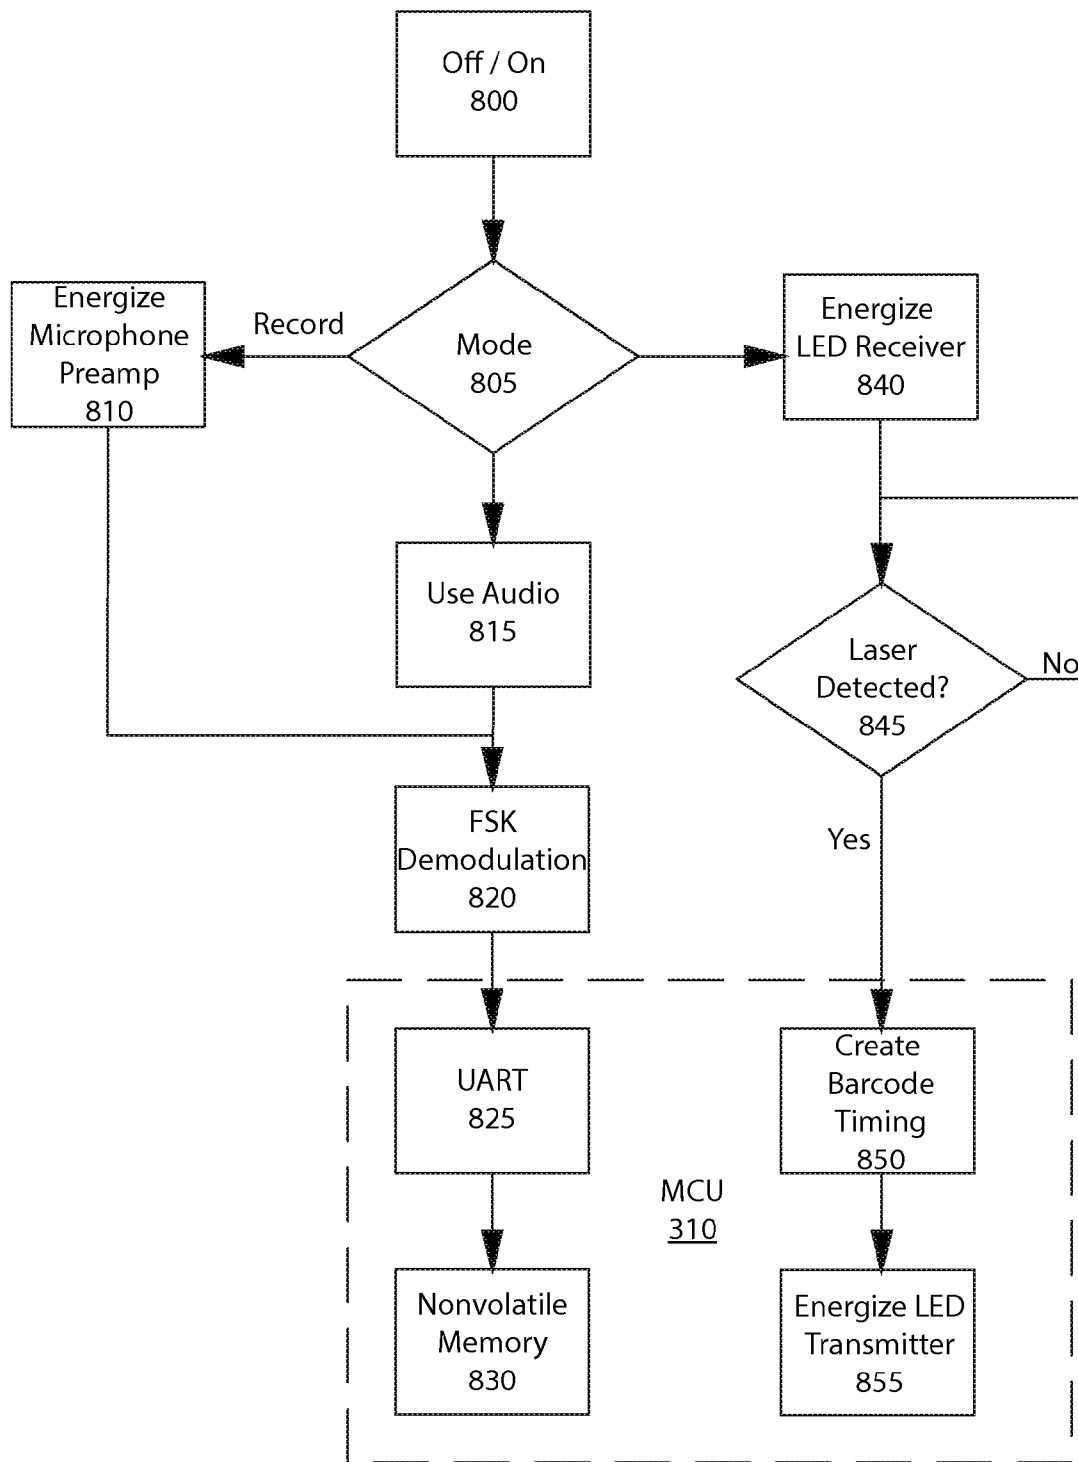 Off / On
800
Energize
Microphone
Preamp
810
Record
Mode
805
Energize
LED Receiver
840
Use Audio
815
Laser
Detected?
845
No
FSK
Demodulation
820
Yes
UART
825
Create
Barcode
Timing
850
MCU
310
Nonvolatile
Memory
830
Energize LED
Transmitter
855